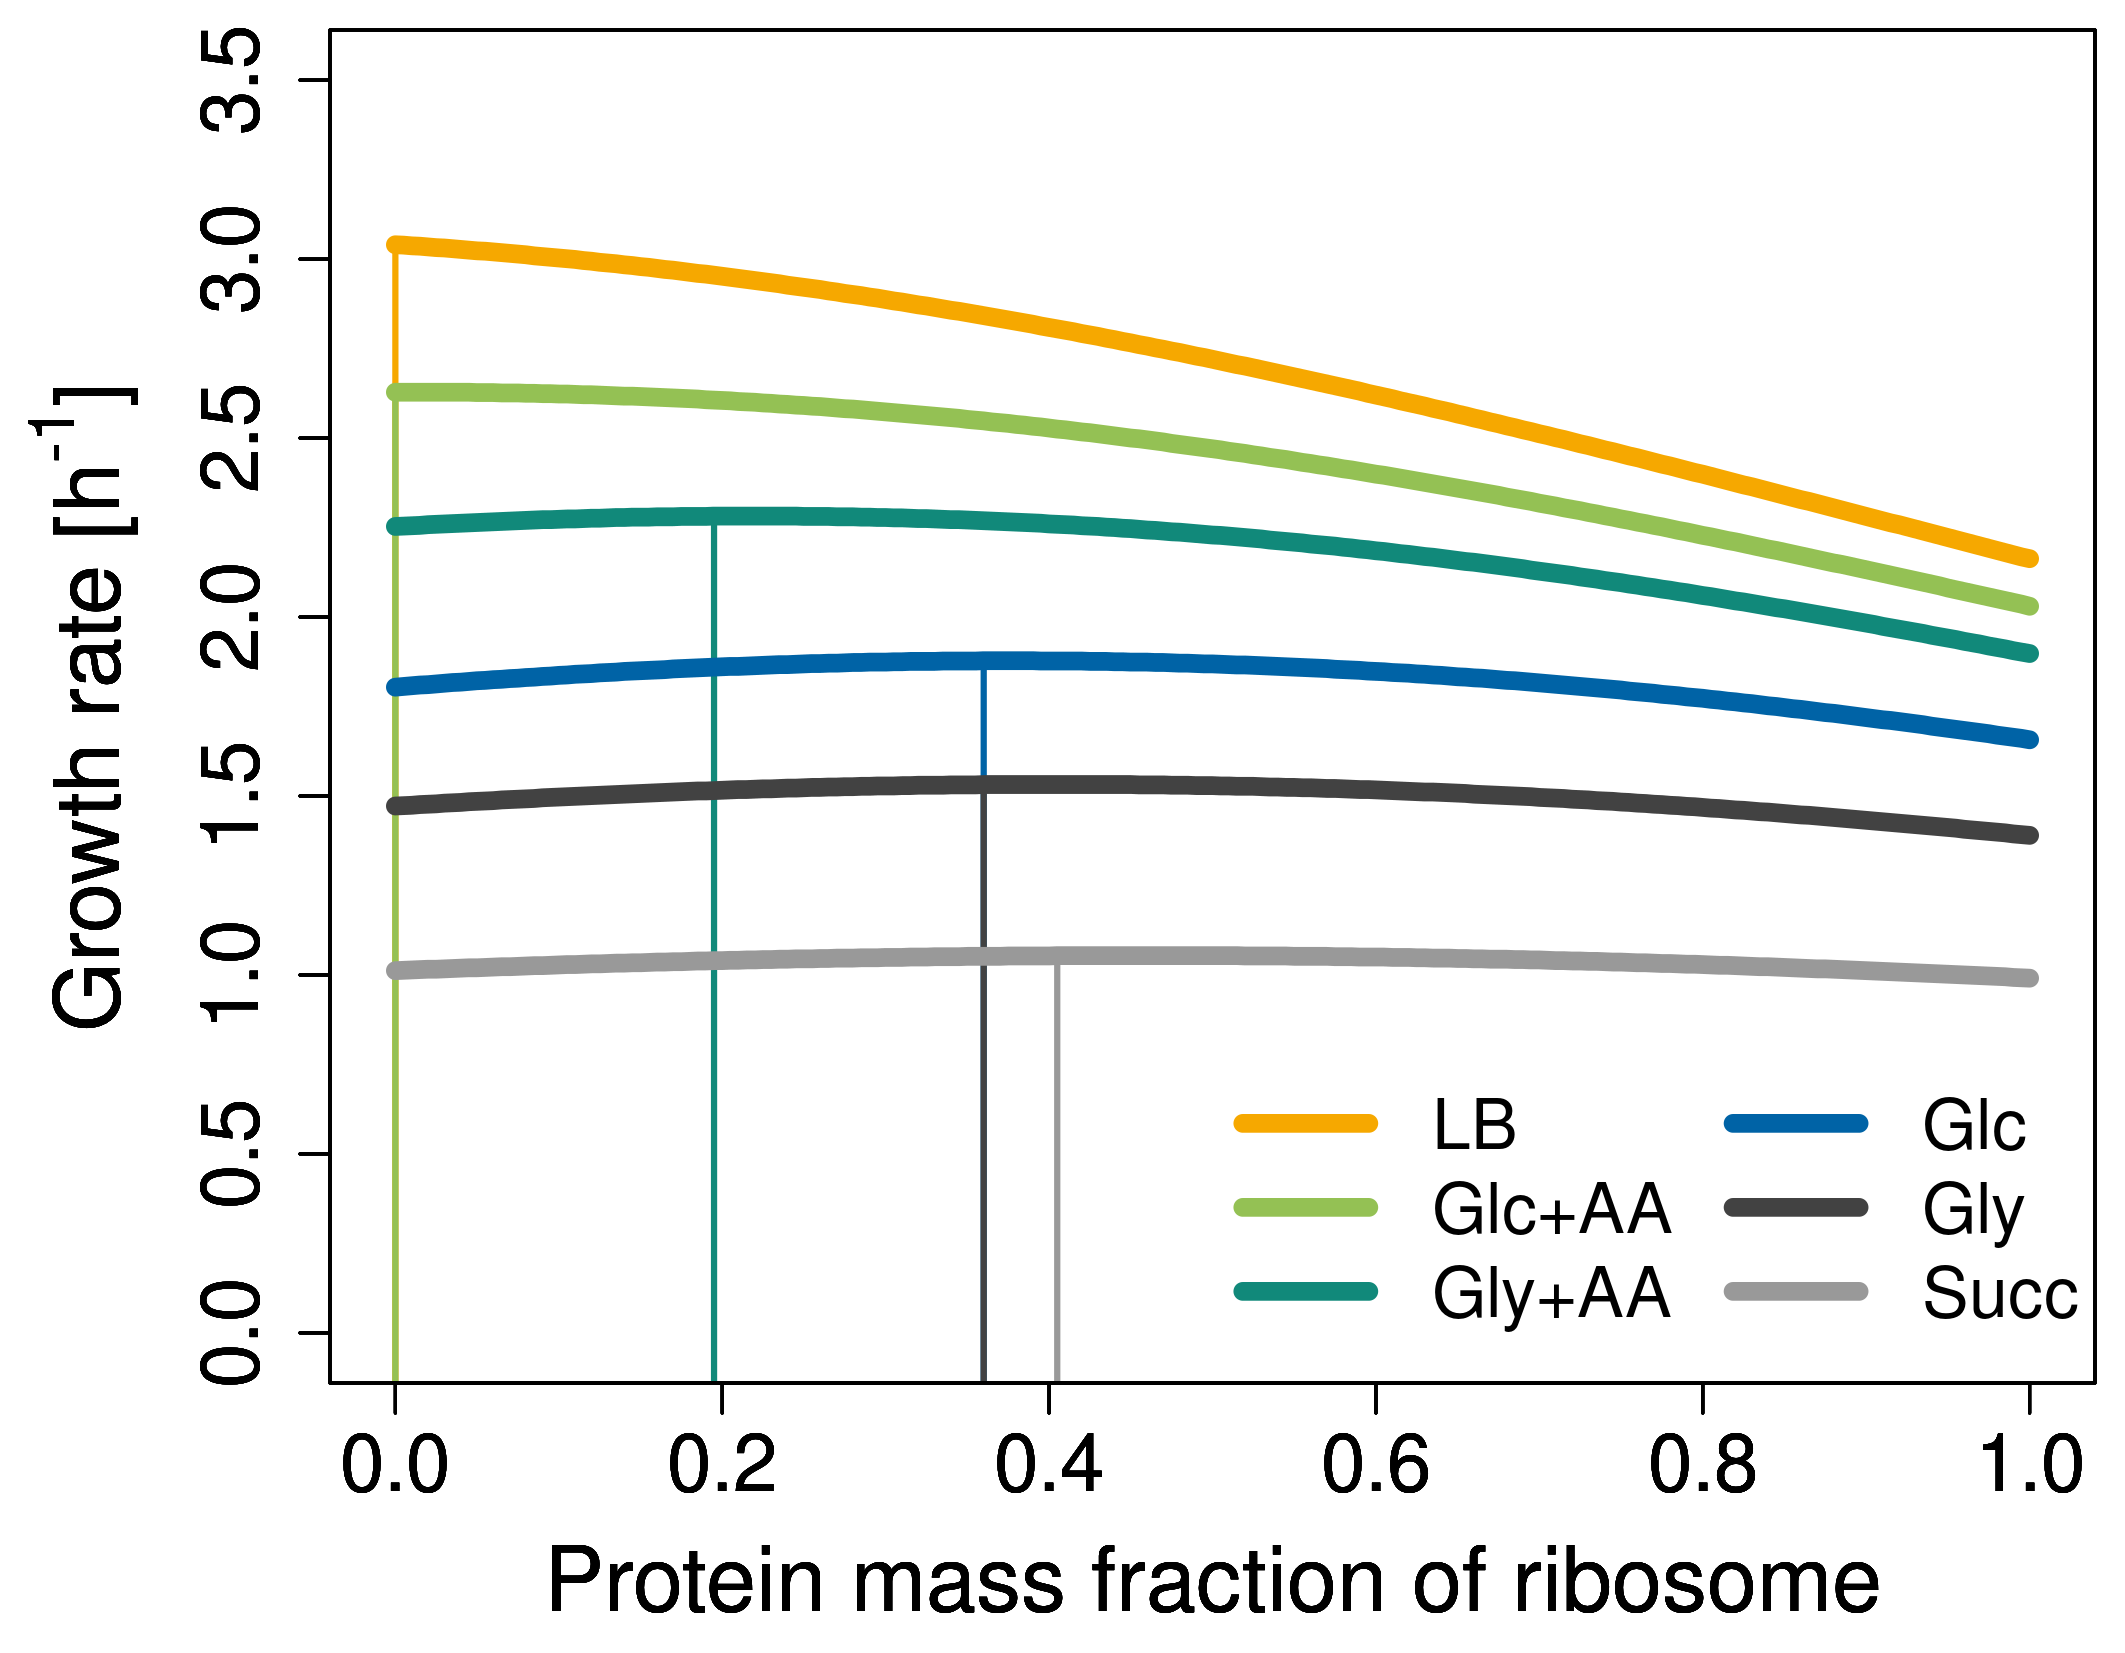 Growth rate [h-1]
3.5
3.0
2.5
2.0
1.5
1.0
0.5
0.0
LB
Glc+AA
Gly+AA
Glc
Gly
Succ
0.0 0.2 0.4 0.6 0.8 1.0
Protein mass fraction of ribosome